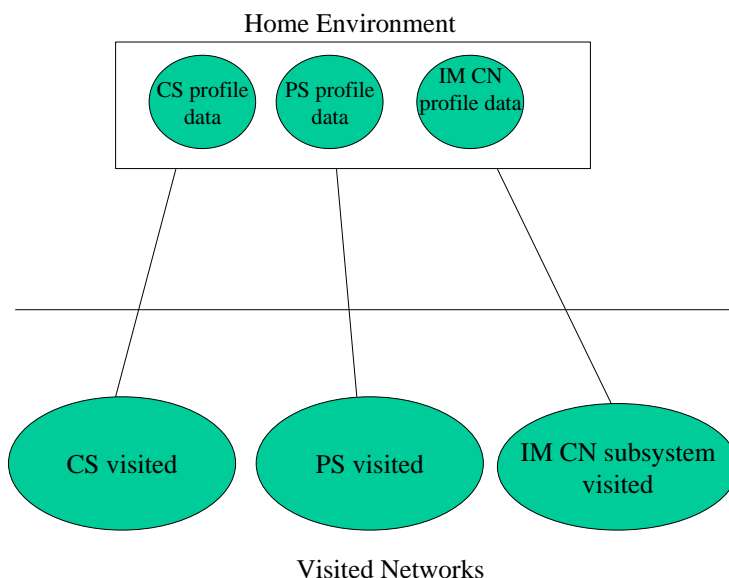 Home Environment
CS profile
data
PS profile
data
IM CN
profile data
CS visited
PS visited
IM CN subsystem
visited
Visited Networks